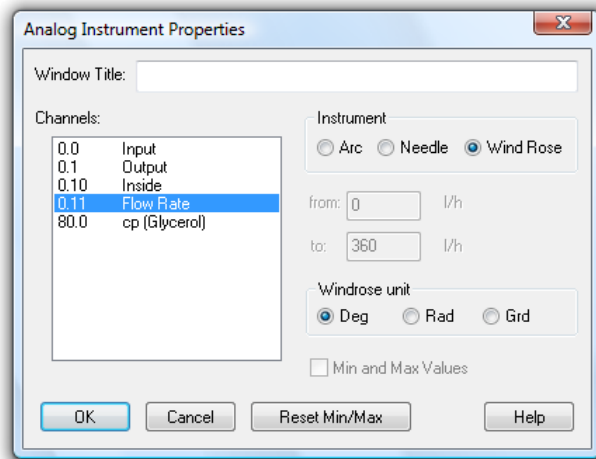 Analog Instrument Properties
Window Title:
Channels:
0.0 Input
0.1 Output
0.10 Inside
0.11 Flow Rate
80.0 cp (Glycerol)
Instrument
Arc Needle Wind Rose
from: 0 l/h
to: 360 l/h
Windrose unit
Deg Rad Grd
Min and Max Values
OK Cancel Reset Min/Max Help